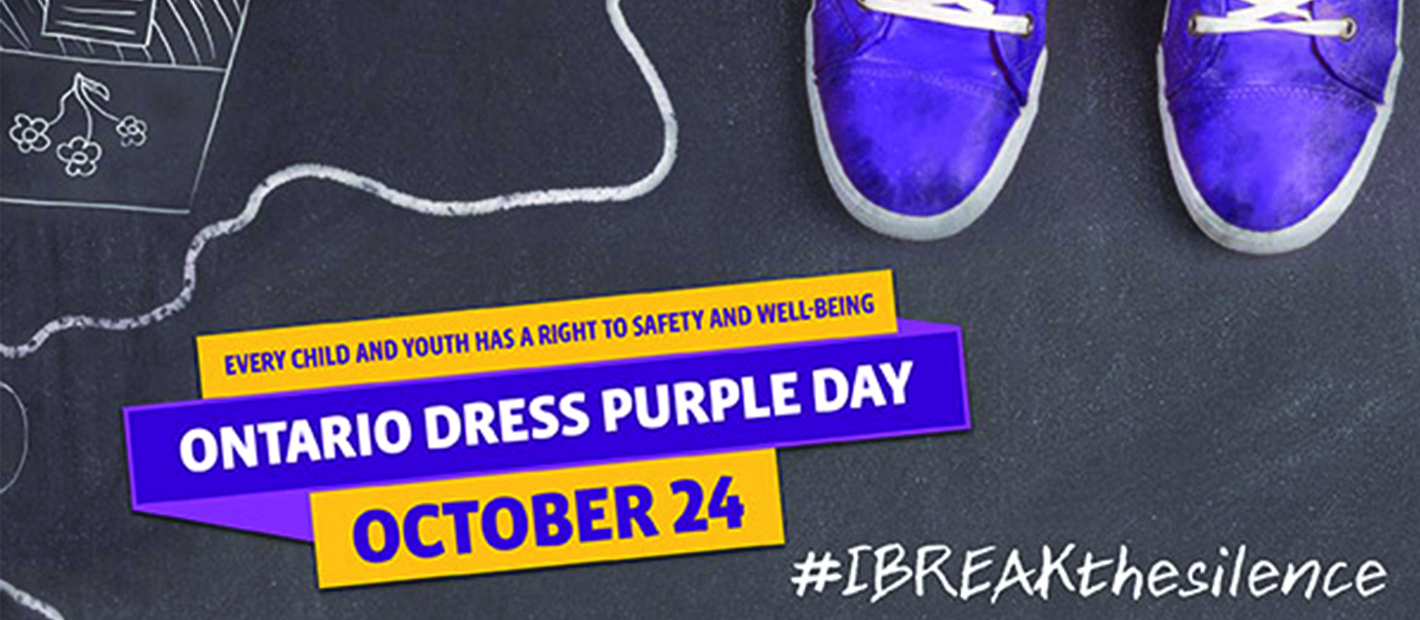 EVERY CHILD AND YOUTH HAS A RIGHT TO SAFETY AND WELL-BEING
ONTARIO DRESS PURPLE DAY
OCTOBER 24
#IBREAKthesilence